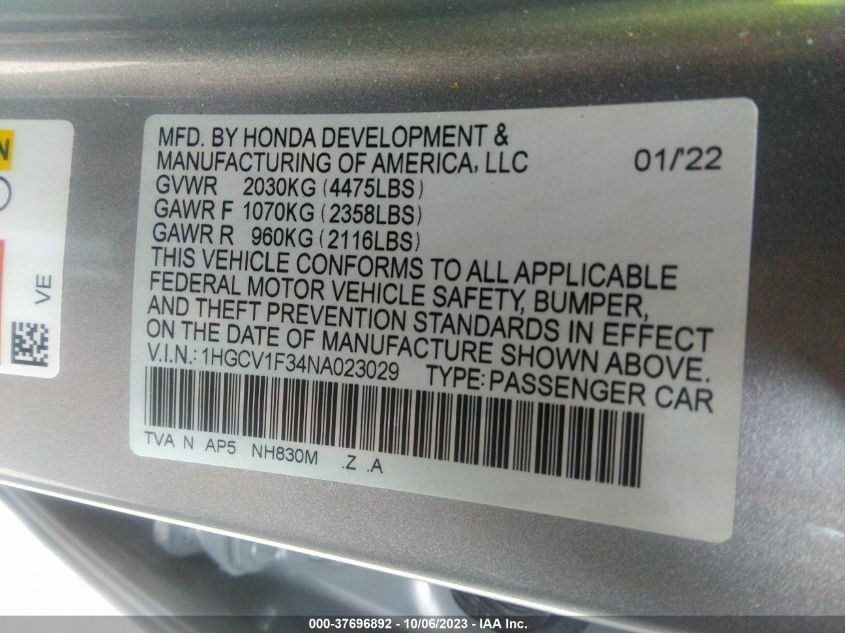 N
VE
MFD. BY HONDA DEVELOPMENT &
MANUFACTURING OF AMERICA, LLC 01/'22
GVWR 2030KG (4475LBS)
GAWR F 1070KG (2358LBS)
GAWR R 960KG (2116LBS)
THIS VEHICLE CONFORMS TO ALL APPLICABLE
FEDERAL MOTOR VEHICLE SAFETY, BUMPER,
AND THEFT PREVENTION STANDARDS IN EFFECT
ON THE DATE OF MANUFACTURE SHOWN ABOVE.
V.I.N.: 1HGCV1F34NA023029 TYPE: PASSENGER CAR
TVA N AP5 NH830M .Z .A
000-37696892 - 10/06/2023 - IAA Inc.